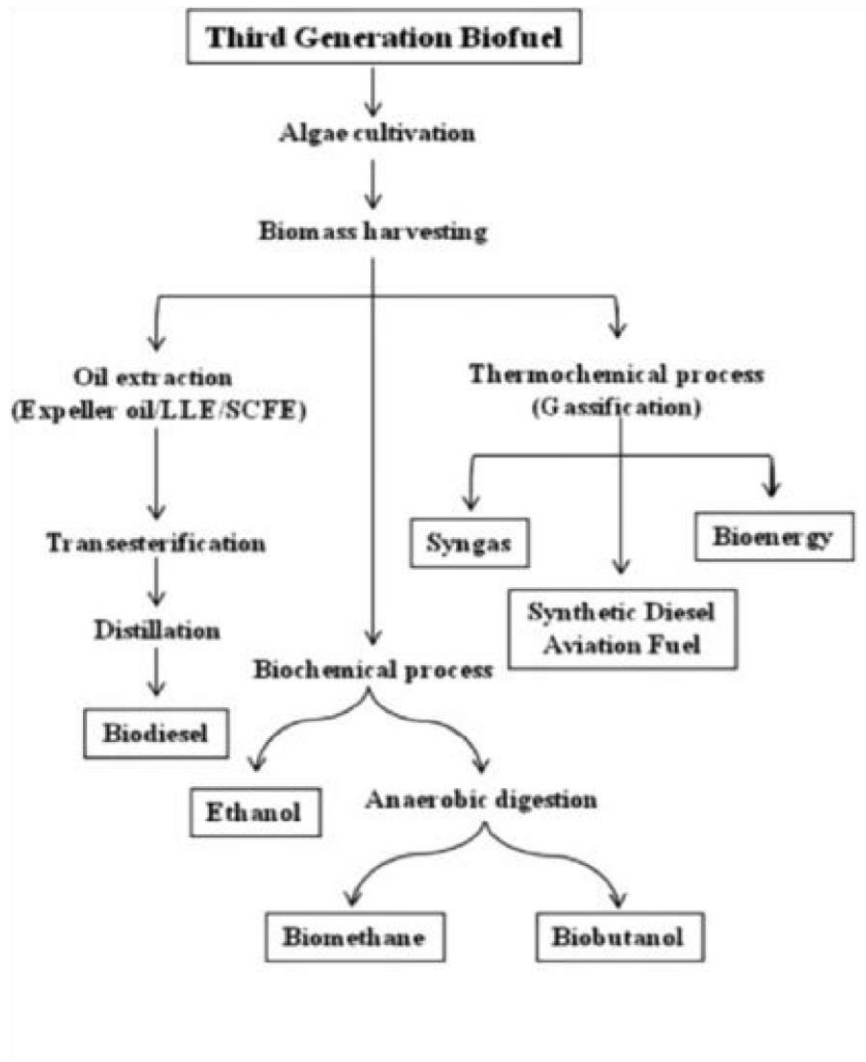 Third Generation Biofuel
Algae cultivation
Biomass harvesting
Oil extraction
(Expeller oil/LLE/SCFE)
Thermochemical process
(Gassification)
Syngas
Bioenergy
Transesterification
Synthetic Diesel
Aviation Fuel
Distillation
Biochemical process
Biodiesel
Ethanol
Anaerobic digestion
Biomethane
Biobutanol